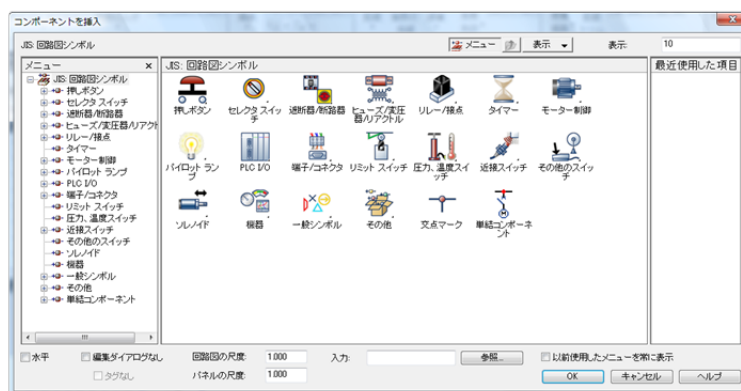 コンポーネントを挿入
JIS: 回路図シンボル
メニュー
表示
表示:
10
メニュー
JIS: 回路図シンボル
押しボタン
セレクタ スイッチ
遮断器/断路器
ヒューズ/変圧器/リアクトル
リレー/接点
タイマー
モーター制御
パイロット ランプ
PLC I/O
端子/コネクタ
リミット スイッチ
圧力、温度スイッチ
近接スイッチ
その他のスイッチ
ソレノイド
機器
一般シンボル
その他
単結コンポーネント
JIS: 回路図シンボル
押しボタン
セレクタ スイッ
チ
遮断器/断路器
ヒューズ/変圧
器/リアクトル
リレー/接点
タイマー
モーター制御
パイロット ラン
プ
PLC I/O
端子/コネクタ
リミット スイッチ
圧力、温度スイ
ッチ
近接スイッチ
その他のスイッ
チ
ソレノイド
機器
一般シンボル
その他
交点マーク
単結コンポーネ
ント
最近使用した項目
水平
編集ダイアログなし
タグなし
回路図の尺度:
1.000
パネルの尺度:
1.000
入力:
参照...
以前使用したメニューを常に表示
OK
キャンセル
ヘルプ